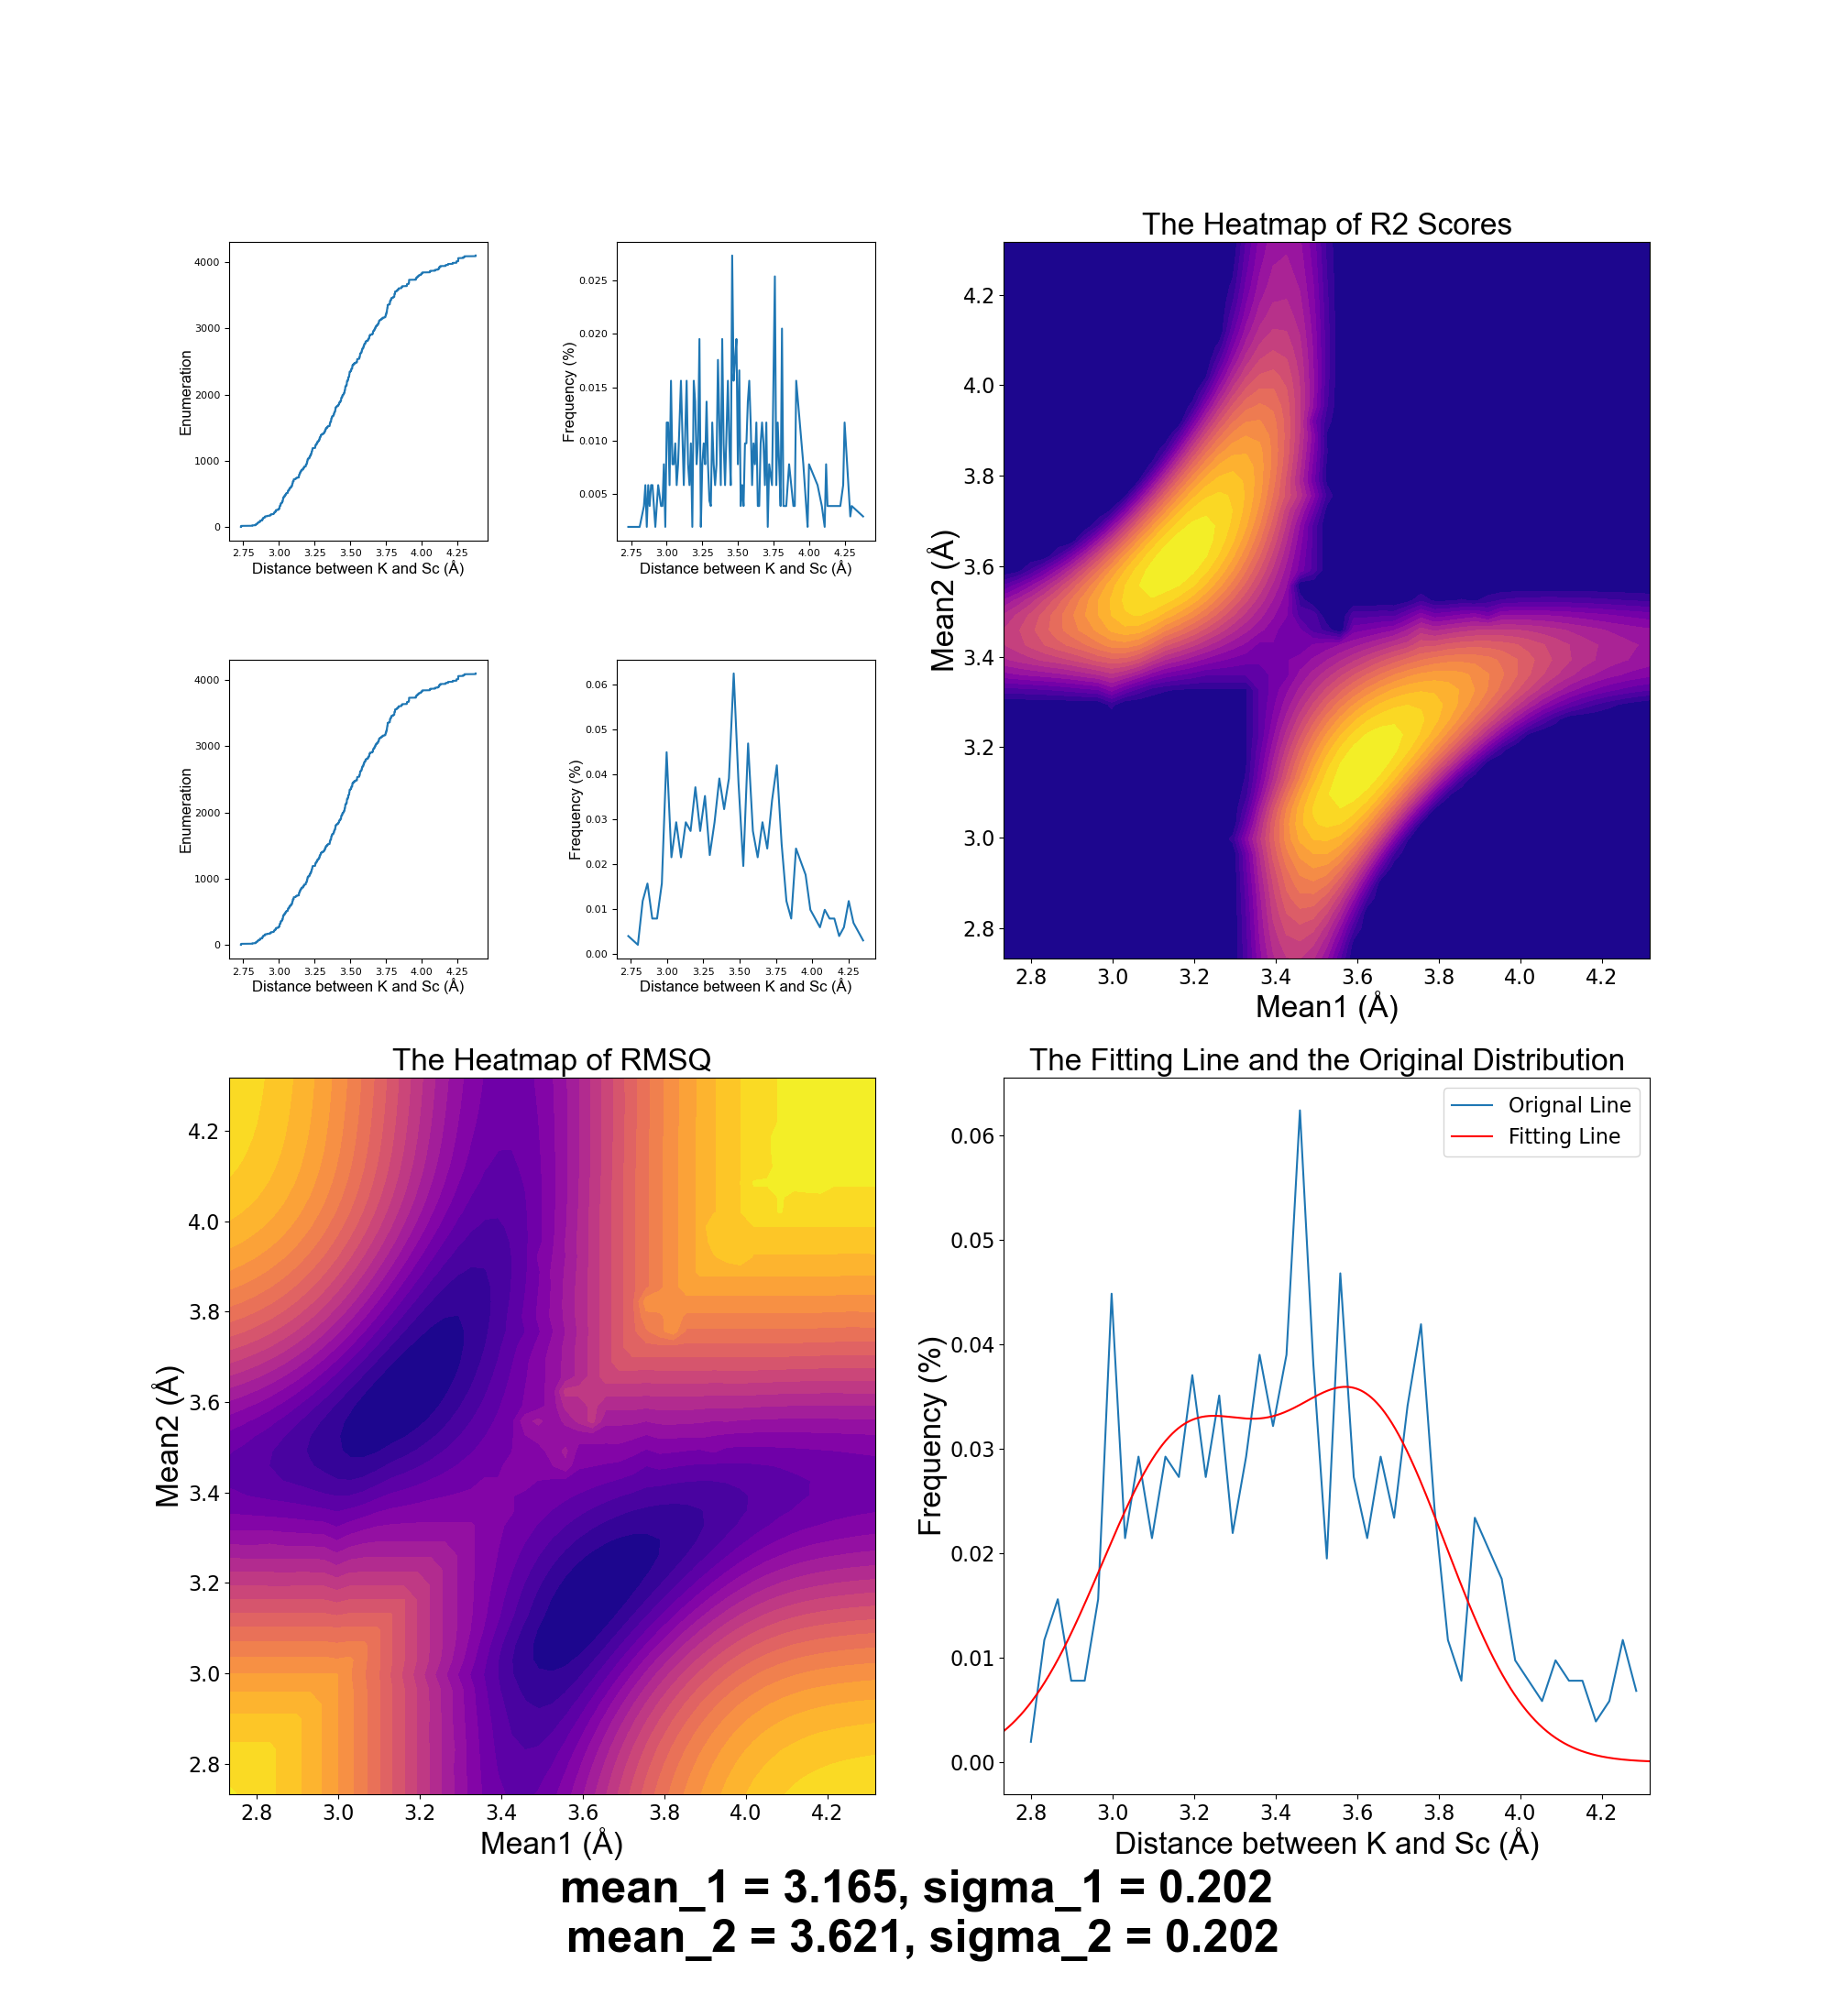 Enumeration
4000
3000
2000
1000
0
2.75 3.00 3.25 3.50 3.75 4.00 4.25
Distance between K and Sc (Å)
Frequency (%)
0.025
0.020
0.015
0.010
0.005
2.75 3.00 3.25 3.50 3.75 4.00 4.25
Distance between K and Sc (Å)
Enumeration
4000
3000
2000
1000
0
2.75 3.00 3.25 3.50 3.75 4.00 4.25
Distance between K and Sc (Å)
Frequency (%)
0.06
0.05
0.04
0.03
0.02
0.01
0.00
2.75 3.00 3.25 3.50 3.75 4.00 4.25
Distance between K and Sc (Å)
The Heatmap of R2 Scores
Mean2 (Å)
4.2
4.0
3.8
3.6
3.4
3.2
3.0
2.8
2.8 3.0 3.2 3.4 3.6 3.8 4.0 4.2
Mean1 (Å)
The Heatmap of RMSQ
Mean2 (Å)
4.2
4.0
3.8
3.6
3.4
3.2
3.0
2.8
2.8 3.0 3.2 3.4 3.6 3.8 4.0 4.2
Mean1 (Å)
The Fitting Line and the Original Distribution
Orignal Line
Fitting Line
Frequency (%)
0.06
0.05
0.04
0.03
0.02
0.01
0.00
2.8 3.0 3.2 3.4 3.6 3.8 4.0 4.2
Distance between K and Sc (Å)
mean_1 = 3.165, sigma_1 = 0.202
mean_2 = 3.621, sigma_2 = 0.202